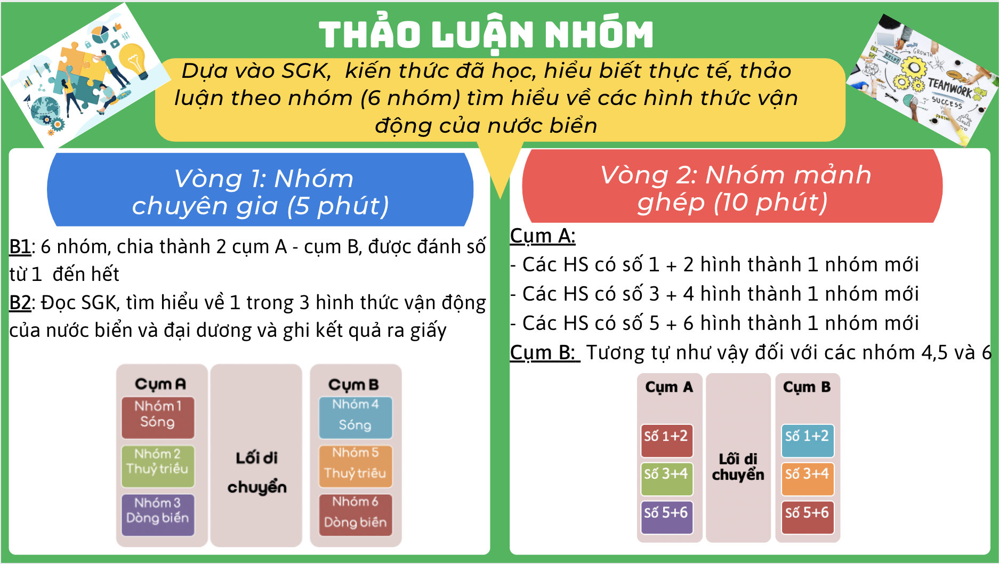 THẢO LUẬN NHÓM
Dựa vào SGK, kiến thức đã học, hiểu biết thực tế, thảo
luận theo nhóm (6 nhóm) tìm hiểu về các hình thức vận
động của nước biển
GROWTH
HELP!
TEAMWORK
SUCCESS
Vòng 1: Nhóm
chuyên gia (5 phút)
B1: 6 nhóm, chia thành 2 cụm A - cụm B, được đánh số
từ 1 đến hết
B2: Đọc SGK, tìm hiểu về 1 trong 3 hình thức vận động
của nước biển và đại dương và ghi kết quả ra giấy
Cụm A
Nhóm 1
Sóng
Nhóm 2
Thuỷ triều
Nhóm 3
Dòng biển
Lối di
chuyển
Cụm B
Nhóm 4
Sóng
Nhóm 5
Thuỷ triều
Nhóm 6
Dòng biển
Vòng 2: Nhóm mảnh
ghép (10 phút)
Cụm A:
- Các HS có số 1 + 2 hình thành 1 nhóm mới
- Các HS có số 3 + 4 hình thành 1 nhóm mới
- Các HS có số 5 + 6 hình thành 1 nhóm mới
Cụm B: Tương tự như vậy đối với các nhóm 4,5 và 6
Cụm A
Số 1+2
Số 3+4
Số 5+6
Lối di
chuyển
Cụm B
Số 1+2
Số 3+4
Số 5+6